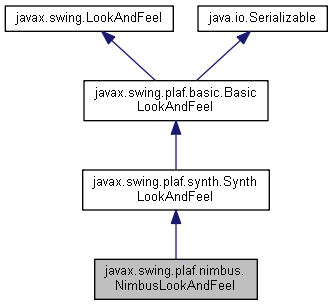 javax.swing.LookAndFeel
java.io.Serializable
javax.swing.plaf.basic.Basic
LookAndFeel
javax.swing.plaf.synth.Synth
LookAndFeel
javax.swing.plaf.nimbus.
NimbusLookAndFeel